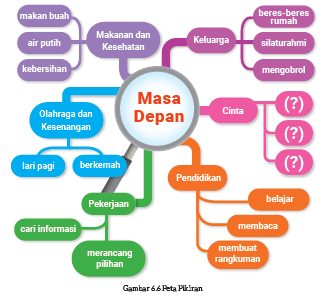 Masa
Depan
Makanan dan
Kesehatan
makan buah
air putih
kebersihan
Keluarga
beres-beres
rumah
silaturahmi
mengobrol
Olahraga dan
Kesenangan
lari pagi
berkemah
Cinta
(?)
(?)
(?)
Pekerjaan
cari informasi
merancang
pilihan
Pendidikan
belajar
membaca
membuat
rangkuman
Gambar 6.6 Peta Pikiran